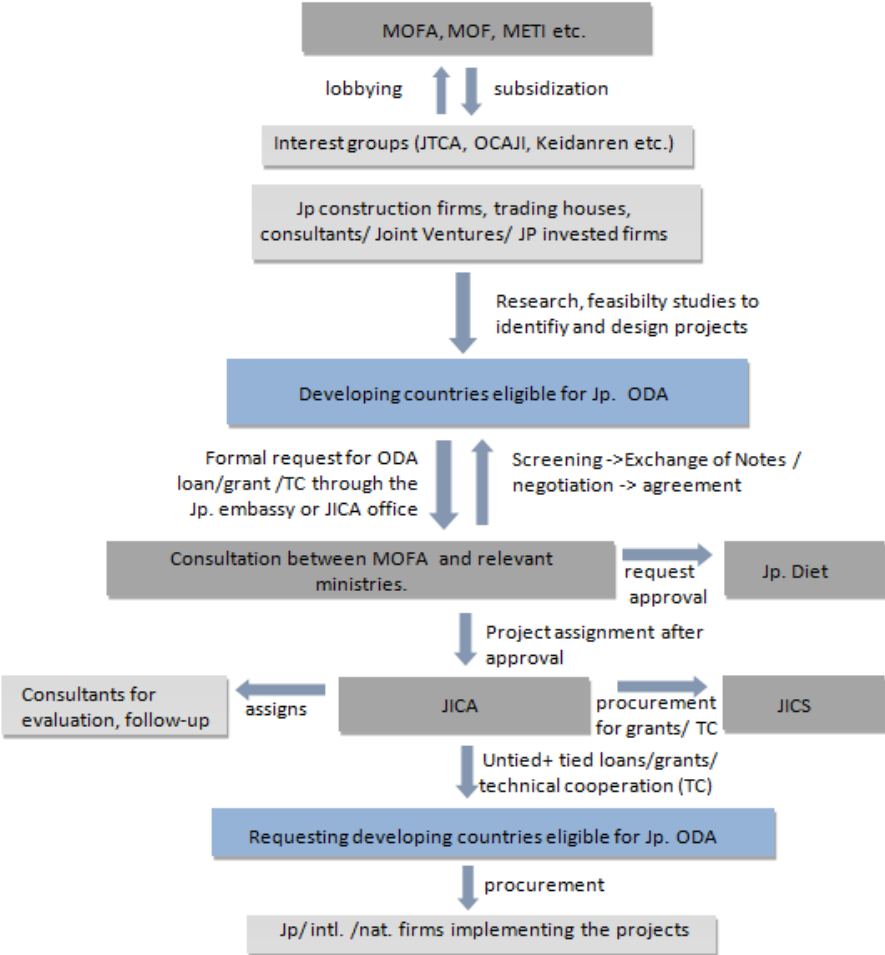 MOFA, MOF, METI etc.
lobbying
subsidization
Interest groups (JTCA, OCAJI, Keidanren etc.)
Jp construction firms, trading houses,
consultants/ Joint Ventures/ JP invested firms
Research, feasibilty studies to
identifiy and design projects
Developing countries eligible for Jp. ODA
Formal request for ODA
loan/grant /TC through the
Jp. embassy or JICA office
Screening ->Exchange of Notes /
negotiation -> agreement
Consultation between MOFA and relevant
ministries.
request
approval
Jp. Diet
Project assignment after
approval
Consultants for
evaluation, follow-up
assigns
JICA
procurement
for grants/ TC
JICS
Untied+ tied loans/grants/
technical cooperation (TC)
Requesting developing countries eligible for Jp. ODA
procurement
Jp/ intl. /nat. firms implementing the projects